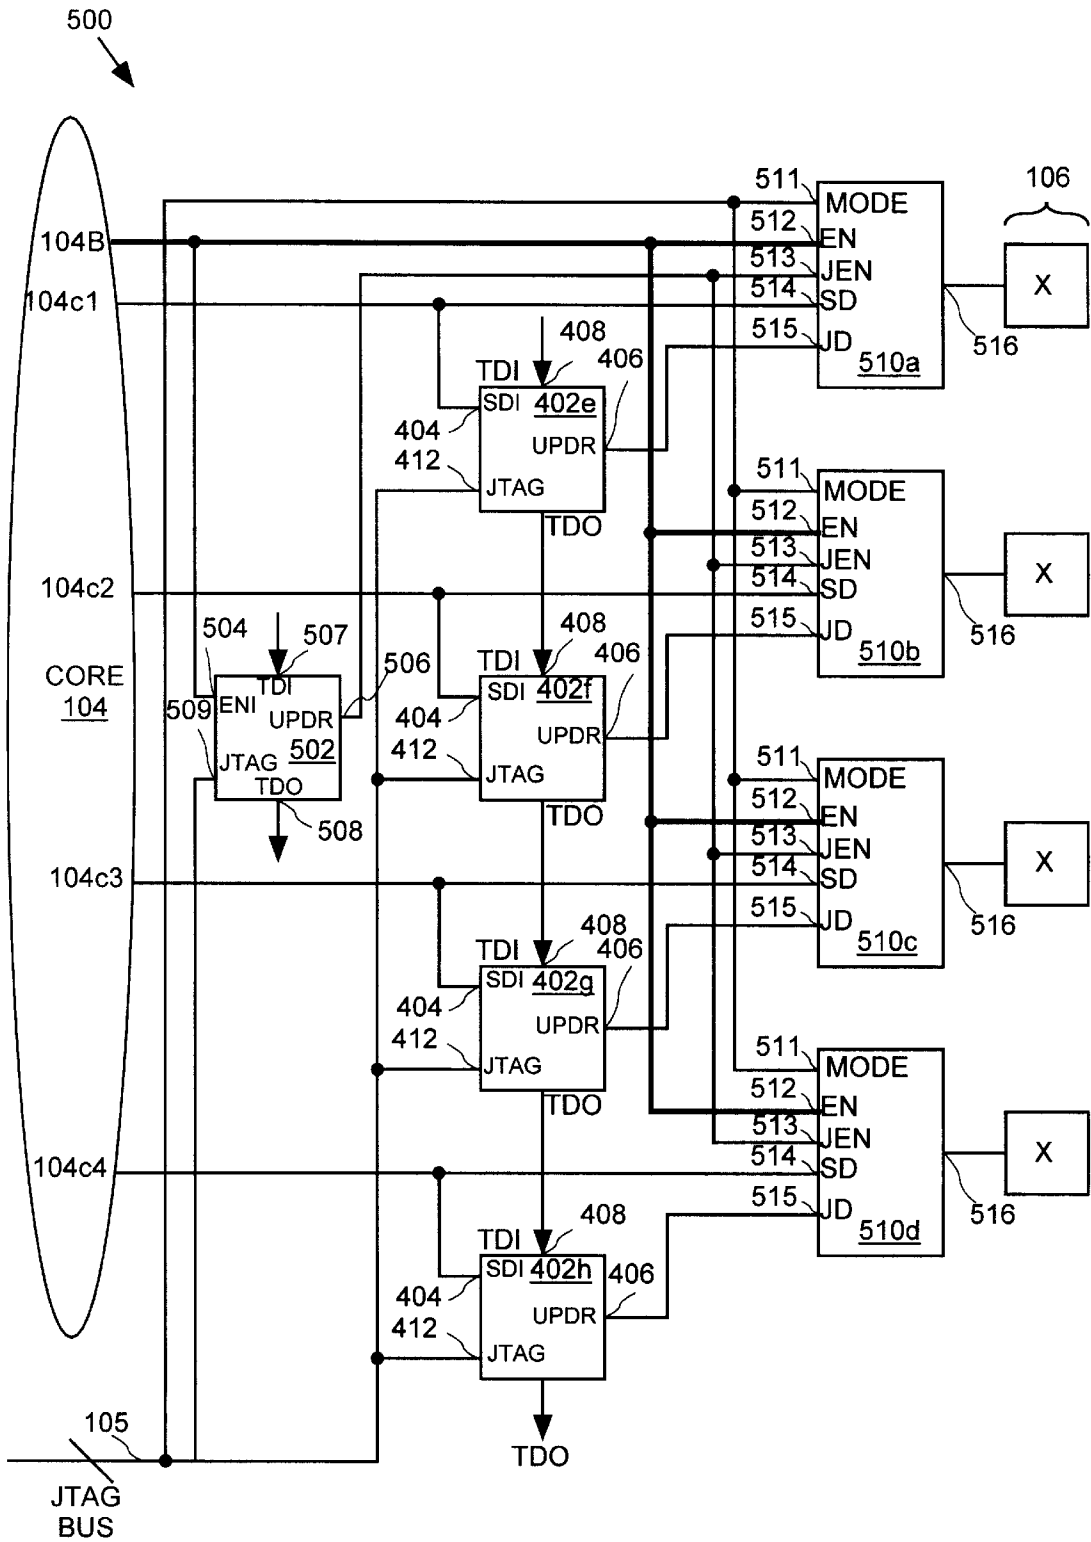 500
511
MODE
106
512
104B
EN
513
JEN
104c1
514
SD
X
408
406
515
JD
516
TDI
510a
SDI
402e
404
UPDR
412
JTAG
511
MODE
TDO
512
EN
513
JEN
X
104c2
514
SD
504
507
408
406
515
JD
516
TDI
510b
CORE
104
506
TDI
SDI
402f
509
ENI
UPDR
404
UPDR
JTAG
502
412
JTAG
511
MODE
TDO
TDO
512
EN
508
513
JEN
X
104c3
514
SD
408
406
515
JD
516
TDI
510c
SDI
402g
404
UPDR
412
JTAG
511
MODE
TDO
512
EN
513
JEN
X
104c4
514
SD
408
515
JD
516
TDI
510d
SDI
402h
406
404
UPDR
412
JTAG
105
TDO
JTAG
BUS